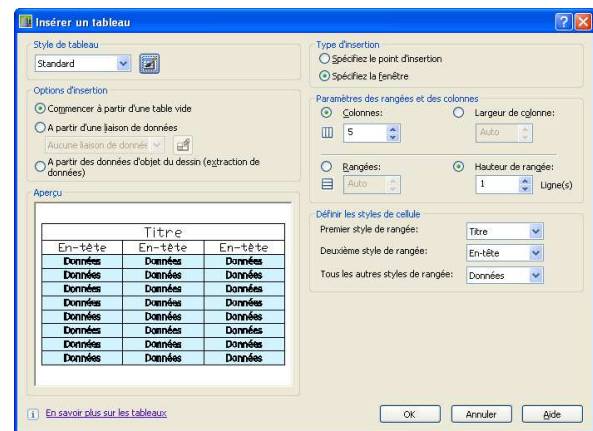 Insérer un tableau
Style de tableau
Standard
Options d'insertion
Commencer à partir d'une table vide
A partir d'une liaison de données
Aucune liaison de donnée
A partir des données d'objet du dessin (extraction de
données)
Aperçu
Titre
En-tête En-tête En-tête
Données Données Données
Données Données Données
Données Données Données
Données Données Données
Données Données Données
Données Données Données
Données Données Données
Données Données Données
En savoir plus sur les tableaux
Type d'insertion
Spécifiez le point d'insertion
Spécifiez la fenêtre
Paramètres des rangées et des colonnes
Colonnes: Largeur de colonne:
5 Auto
Rangées: Hauteur de rangée:
Auto 1 Ligne(s)
Définir les styles de cellule
Premier style de rangée: Titre
Deuxième style de rangée: En-tête
Tous les autres styles de rangée: Données
OK Annuler Aide